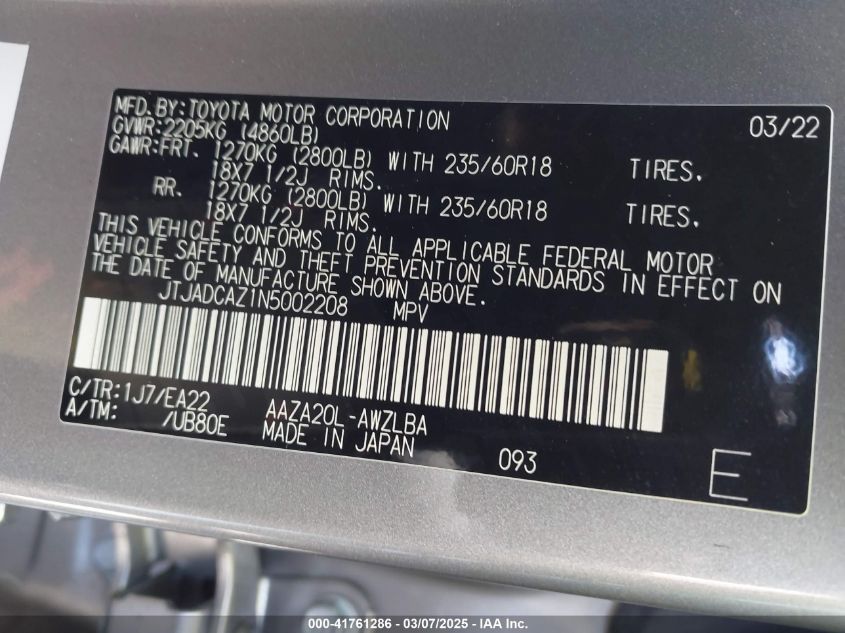 MFD. BY:TOYOTA MOTOR CORPORATION 03/22
GVWR:2205KG (4860LB)
GAWR:FRT. 1270KG (2800LB) WITH 235/60R18 TIRES.
18X7 1/2J RIMS.
RR. 1270KG (2800LB) WITH 235/60R18 TIRES.
18X7 1/2J RIMS.
THIS VEHICLE CONFORMS TO ALL APPLICABLE FEDERAL MOTOR
VEHICLE SAFETY AND THEFT PREVENTION STANDARDS IN EFFECT ON
THE DATE OF MANUFACTURE SHOWN ABOVE.
JTJADCAZ1N5002208 MPV
C/TR:1J7/EA22 AAZA20L-AWZLBA
A/TM: /UB80E MADE IN JAPAN 093 E
000-41761286 - 03/07/2025 - IAA Inc.